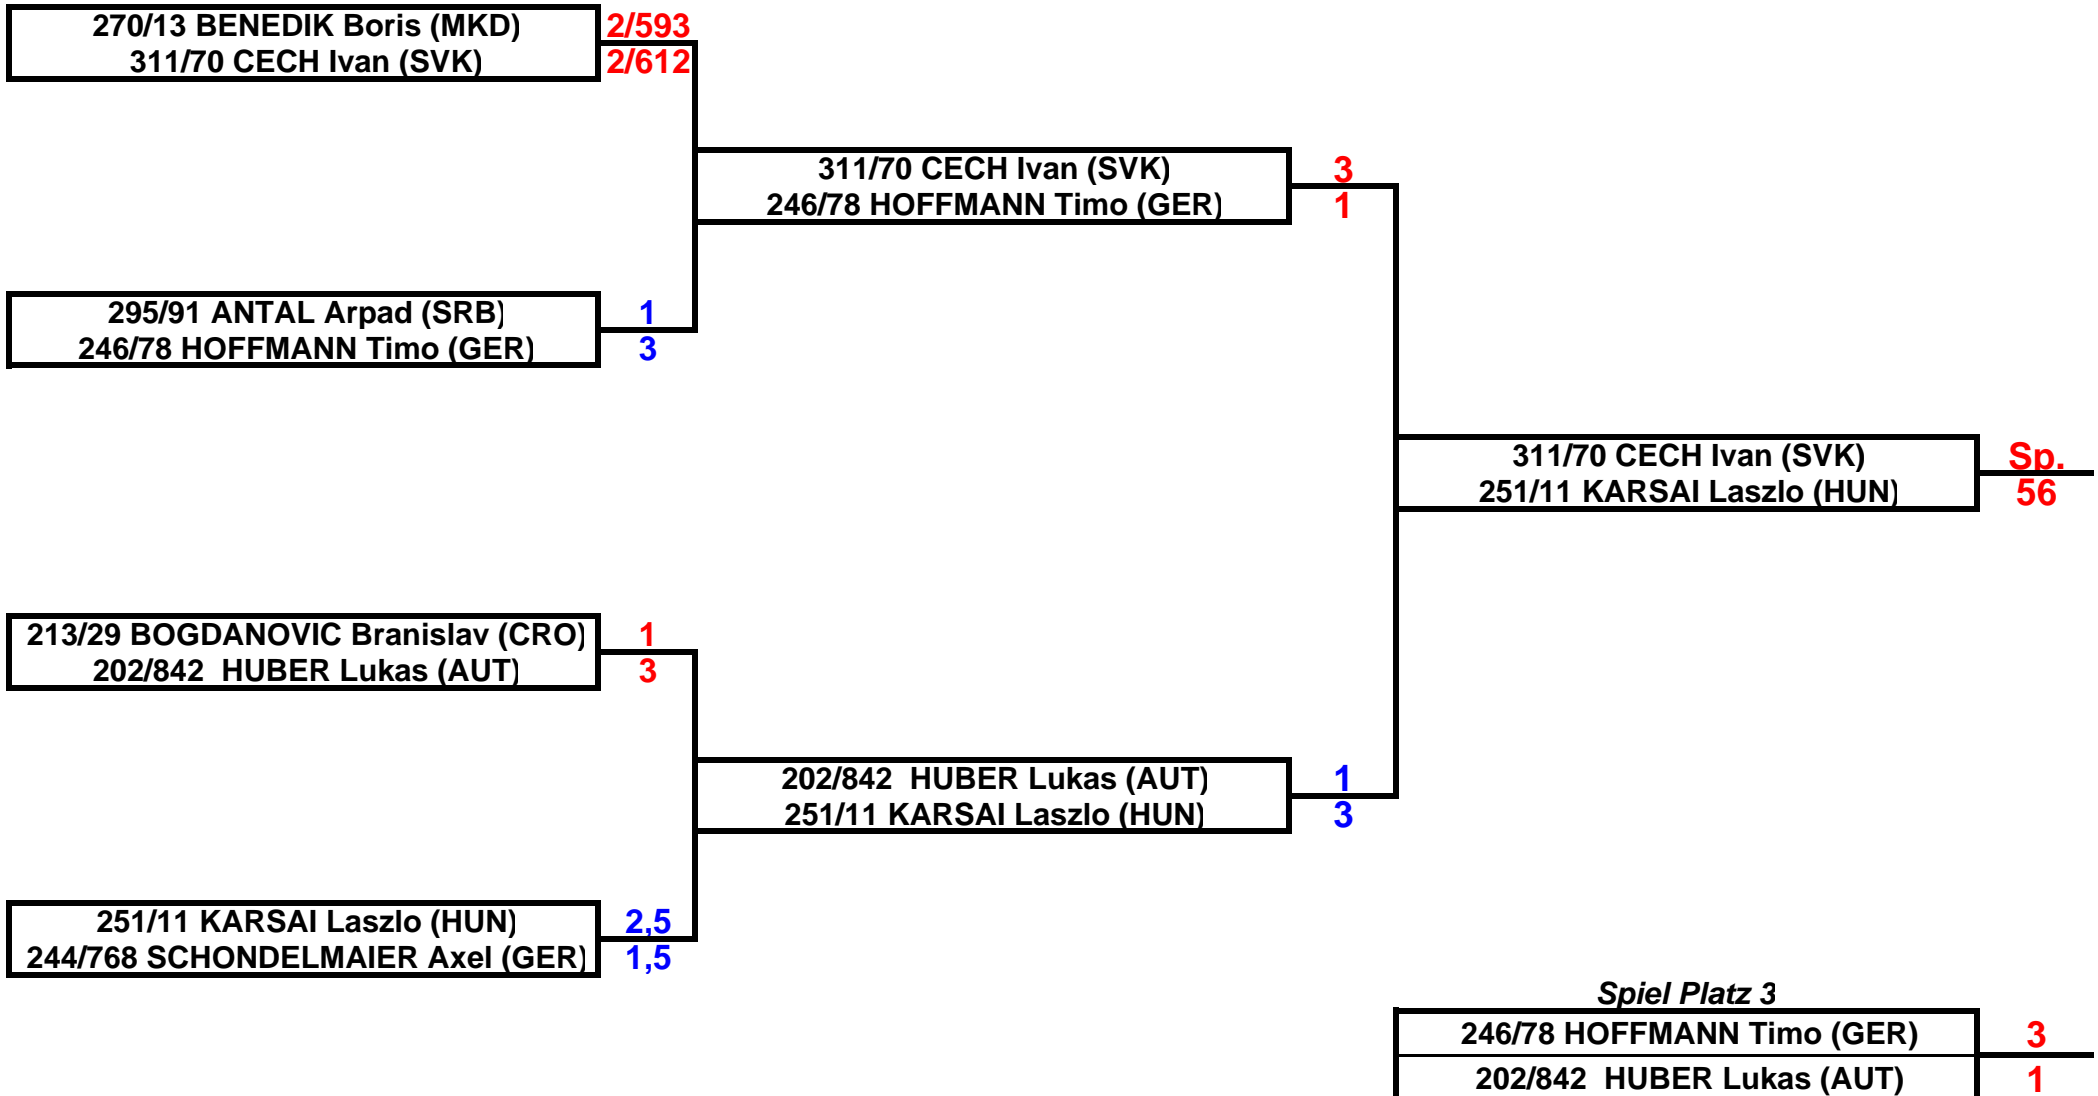 270/13 BENEDIK Boris (MKD) 2/593
311/70 CECH Ivan (SVK) 2/612
311/70 CECH Ivan (SVK) 3
246/78 HOFFMANN Timo (GER) 1
295/91 ANTAL Arpad (SRB) 1
246/78 HOFFMANN Timo (GER) 3
311/70 CECH Ivan (SVK) Sp.
251/11 KARSAI Laszlo (HUN) 56
213/29 BOGDANOVIC Branislav (CRO) 1
202/842 HUBER Lukas (AUT) 3
202/842 HUBER Lukas (AUT) 1
251/11 KARSAI Laszlo (HUN) 3
251/11 KARSAI Laszlo (HUN) 2,5
244/768 SCHONDELMAIER Axel (GER) 1,5
Spiel Platz 3
246/78 HOFFMANN Timo (GER) 3
202/842 HUBER Lukas (AUT) 1